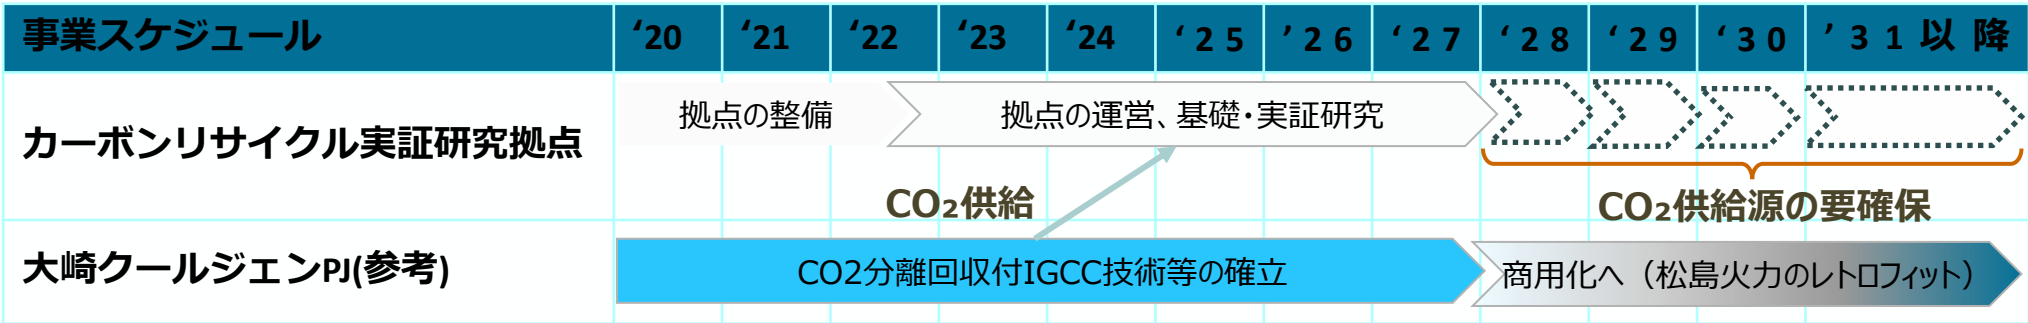 事業スケジュール ‘20 ‘21 ‘22 ‘23 ‘24 ‘25 ’26 ‘27 ‘28 ‘29 ‘30 ’31以降
拠点の整備 拠点の運営、基礎・実証研究
カーボンリサイクル実証研究拠点
CO₂供給 CO₂供給源の要確保
大崎クールジェンPJ(参考) CO2分離回収付IGCC技術等の確立 商用化へ（松島火力のレトロフィット）